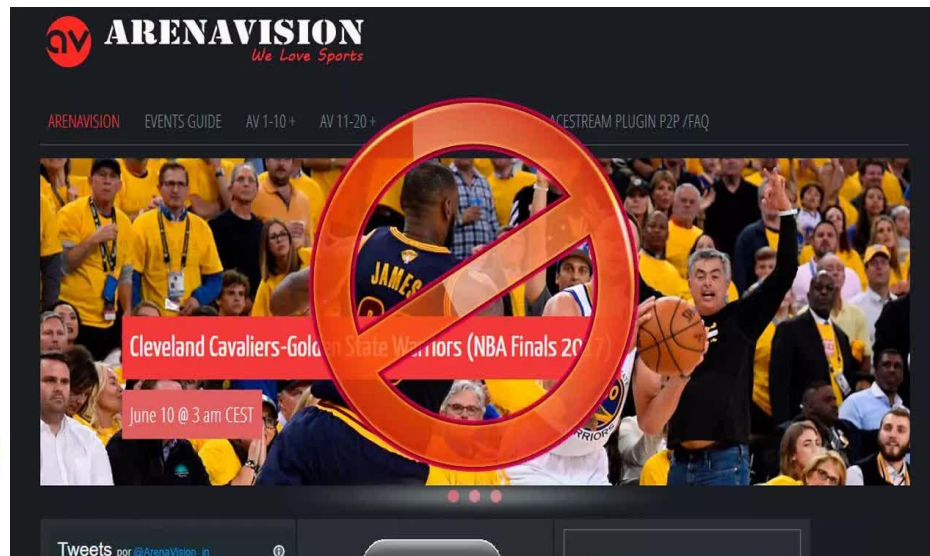 av ARENAVISION
We Love Sports
ARENAVISION EVENTS GUIDE AV 1-10 + AV 11-20 + ACESTREAM PLUGIN P2P /FAQ
JAMES
Cleveland Cavaliers-Golden State Warriors (NBA Finals 2017)
June 10 @ 3 am CEST
WARRIORS
Tweets por @ArenaVision_in